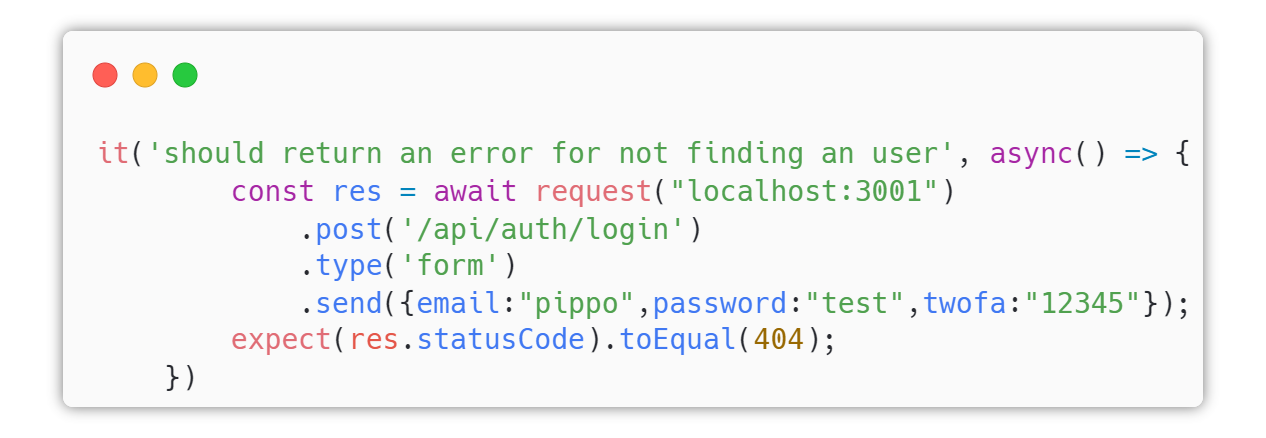 it('should return an error for not finding an user', async() => {
const res = await request("localhost:3001")
.post('/api/auth/login')
.type('form')
.send({email:"pippo",password:"test",twofa:"12345"});
expect(res.statusCode).toEqual(404);
})